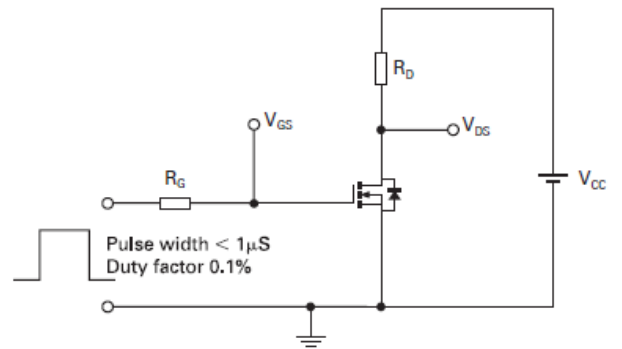 R_D
V_GS
V_DS
R_G
V_CC
Pulse width < 1μS
Duty factor 0.1%